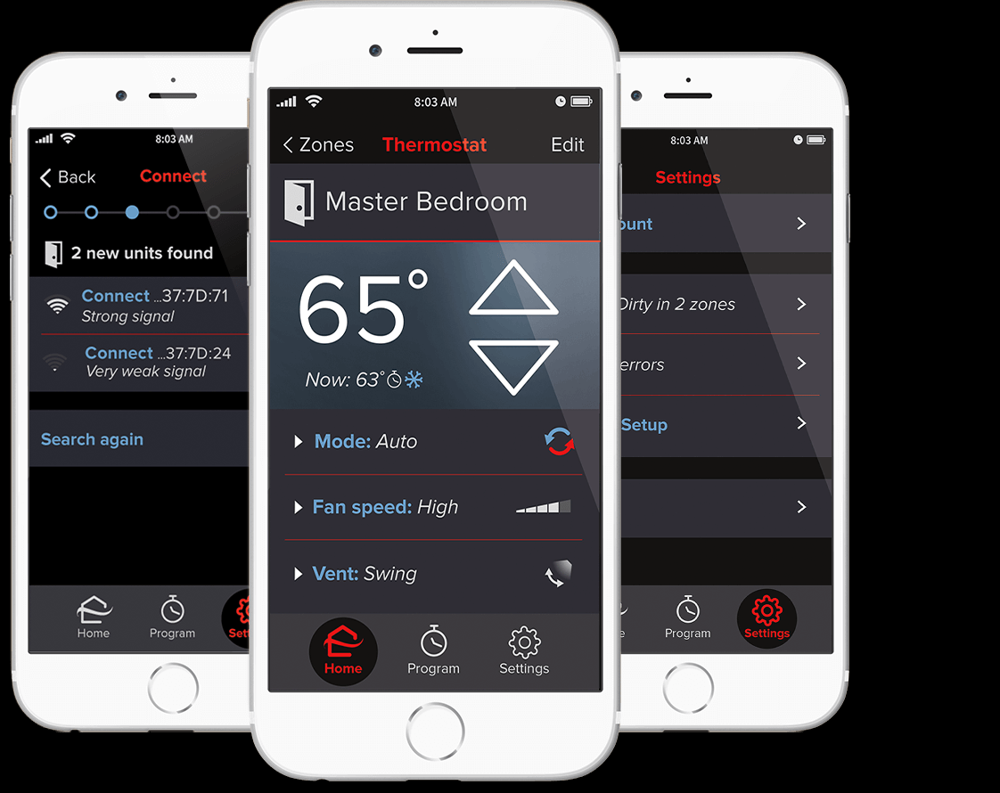 8:03 AM
Back
Connect
2 new units found
Connect ...37:7D:71
Strong signal
Connect ...37:7D:24
Very weak signal
Search again
Home
Program
8:03 AM
Zones
Thermostat
Edit
Master Bedroom
65°
Now: 63°
Mode: Auto
Fan speed: High
Vent: Swing
Home
Program
Settings
8:03 AM
Settings
Dirty in 2 zones
errors
Setup
Program
Settings